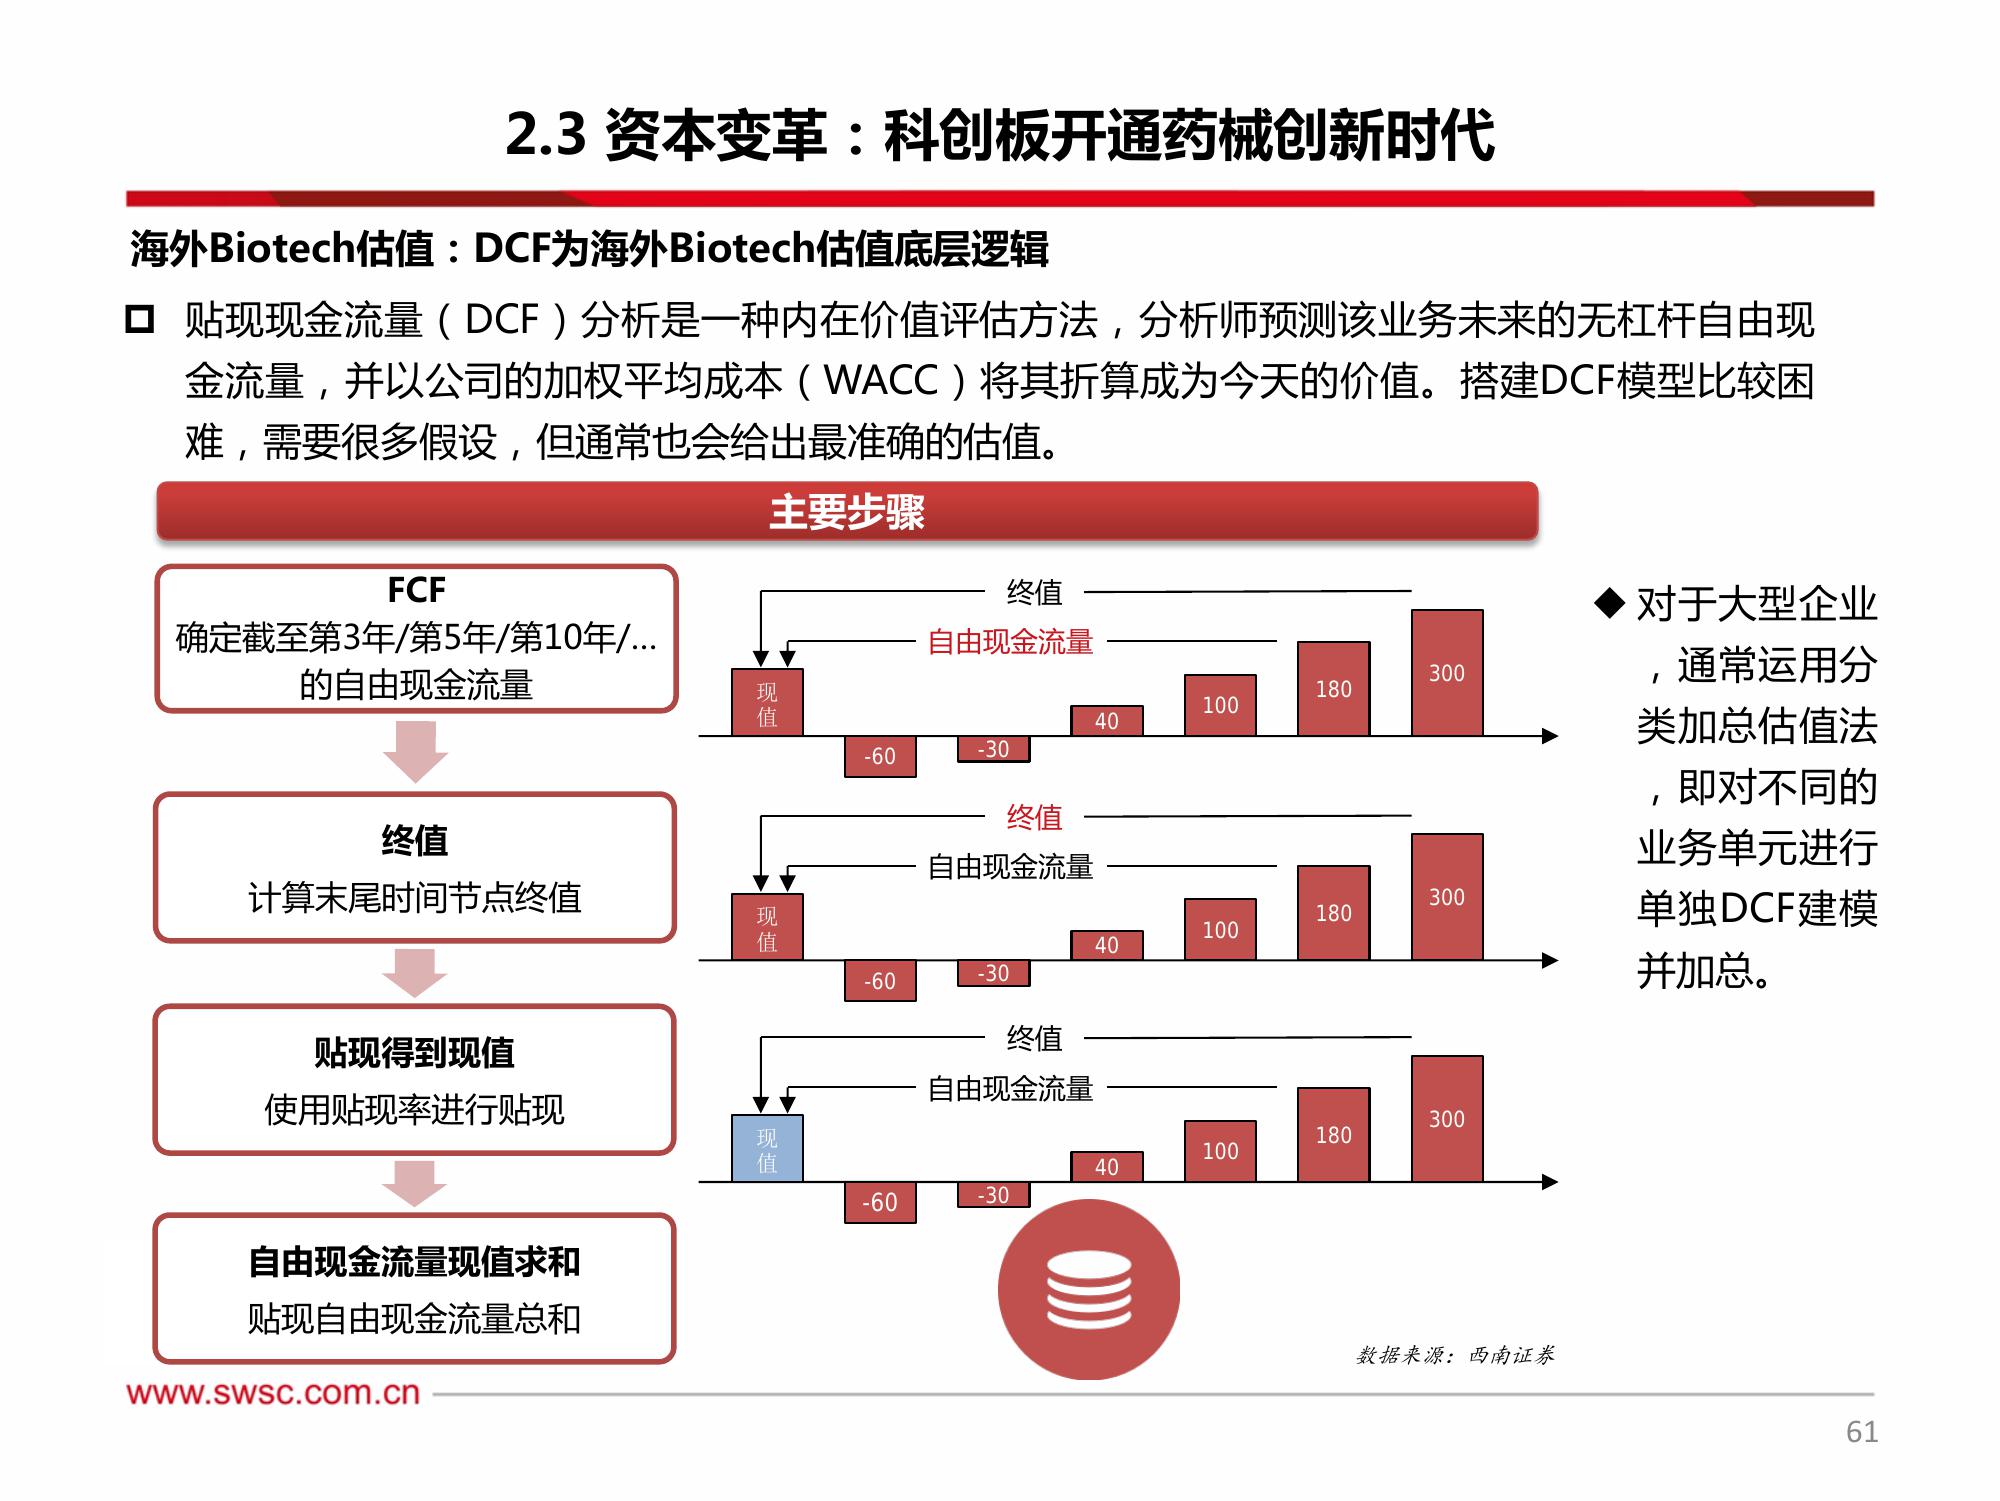 2.3 资本变革：科创板开通药械创新时代
海外Biotech估值：DCF为海外Biotech估值底层逻辑
贴现现金流量（DCF）分析是一种内在价值评估方法，分析师预测该业务未来的无杠杆自由现
金流量，并以公司的加权平均成本（WACC）将其折算成为今天的价值。搭建DCF模型比较困
难，需要很多假设，但通常也会给出最准确的估值。
主要步骤
FCF
确定截至第3年/第5年/第10年/...
的自由现金流量
终值
计算末尾时间节点终值
贴现得到现值
使用贴现率进行贴现
自由现金流量现值求和
贴现自由现金流量总和
终值
自由现金流量
现
值
-60
-30
40
100
180
300
终值
自由现金流量
现
值
-60
-30
40
100
180
300
终值
自由现金流量
现
值
-60
-30
40
100
180
300
对于大型企业
，通常运用分
类加总估值法
，即对不同的
业务单元进行
单独DCF建模
并加总。
数据来源：西南证券
www.swsc.com.cn
61